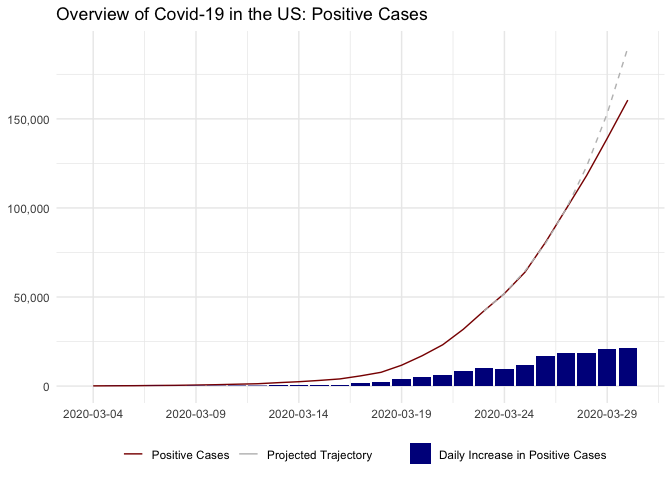 Overview of Covid-19 in the US: Positive Cases
150,000
100,000
50,000
0
2020-03-04 2020-03-09 2020-03-14 2020-03-19 2020-03-24 2020-03-29
Positive Cases Projected Trajectory Daily Increase in Positive Cases